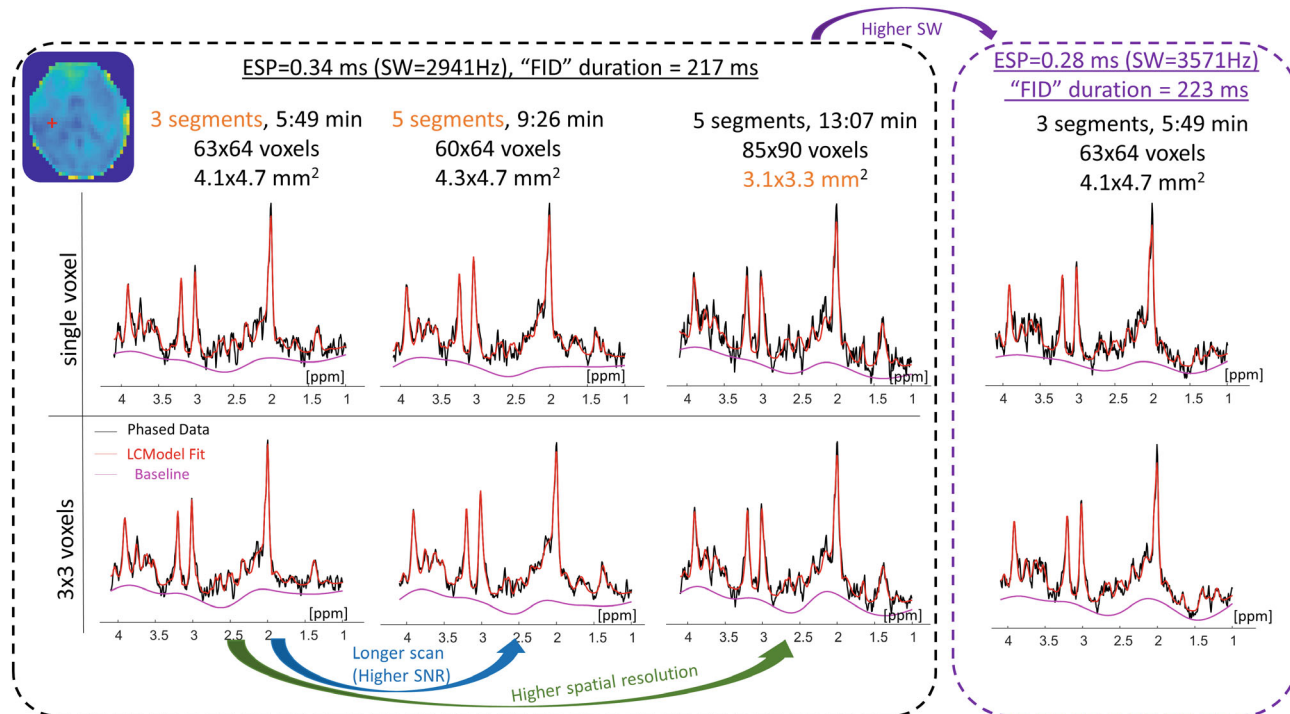 Higher SW
ESP=0.34 ms (SW=2941Hz), “FID” duration = 217 ms
3 segments, 5:49 min
63x64 voxels
4.1x4.7 mm²
5 segments, 9:26 min
60x64 voxels
4.3x4.7 mm²
5 segments, 13:07 min
85x90 voxels
3.1x3.3 mm²
ESP=0.28 ms (SW=3571Hz)
“FID” duration = 223 ms
3 segments, 5:49 min
63x64 voxels
4.1x4.7 mm²
single voxel
[ppm]
4 3.5 3 2.5 2 1.5 1
[ppm]
4 3.5 3 2.5 2 1.5 1
[ppm]
4 3.5 3 2.5 2 1.5 1
[ppm]
4 3.5 3 2.5 2 1.5 1
3x3 voxels
Phased Data
LCModel Fit
Baseline
[ppm]
4 3.5 3 2.5 2 1.5 1
[ppm]
4 3.5 3 2.5 2 1.5 1
[ppm]
4 3.5 3 2.5 2 1.5 1
[ppm]
4 3.5 3 2.5 2 1.5 1
Longer scan
(Higher SNR)
Higher spatial resolution